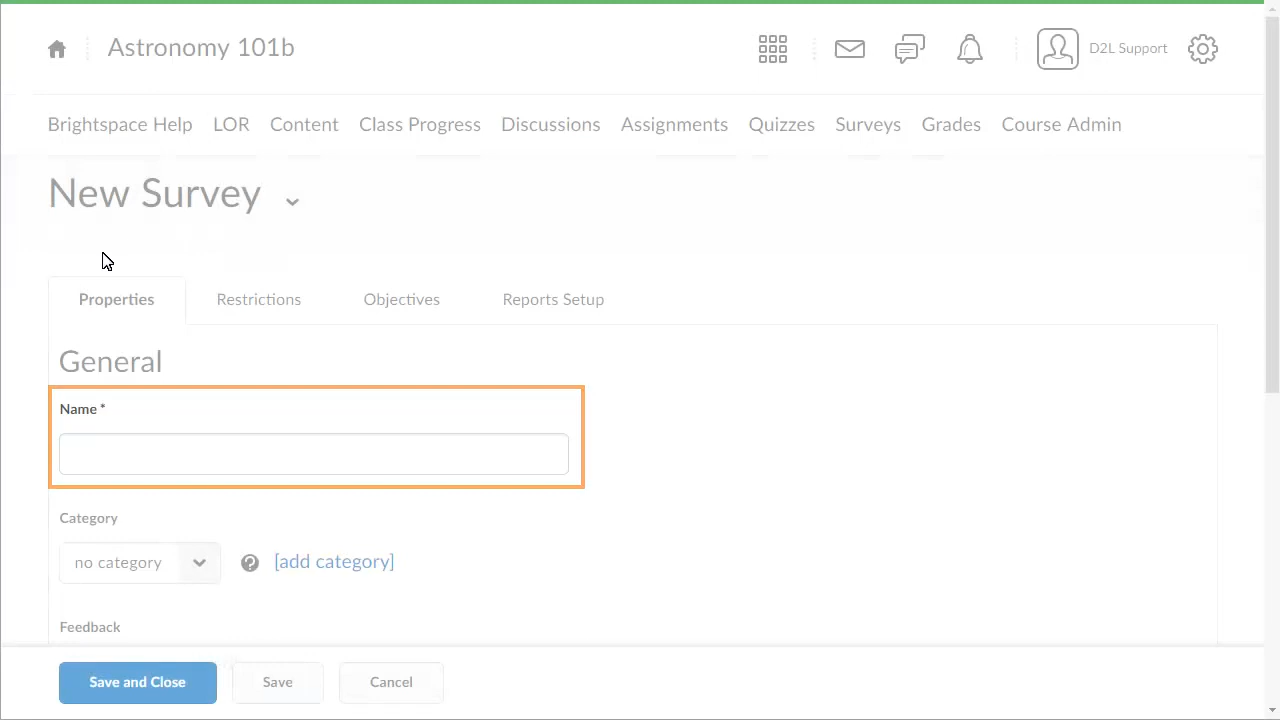 Astronomy 101b
D2L Support
Brightspace Help LOR Content Class Progress Discussions Assignments Quizzes Surveys Grades Course Admin
New Survey
Properties Restrictions Objectives Reports Setup
General
Name *
Category
no category ? [add category]
Feedback
Save and Close Save Cancel